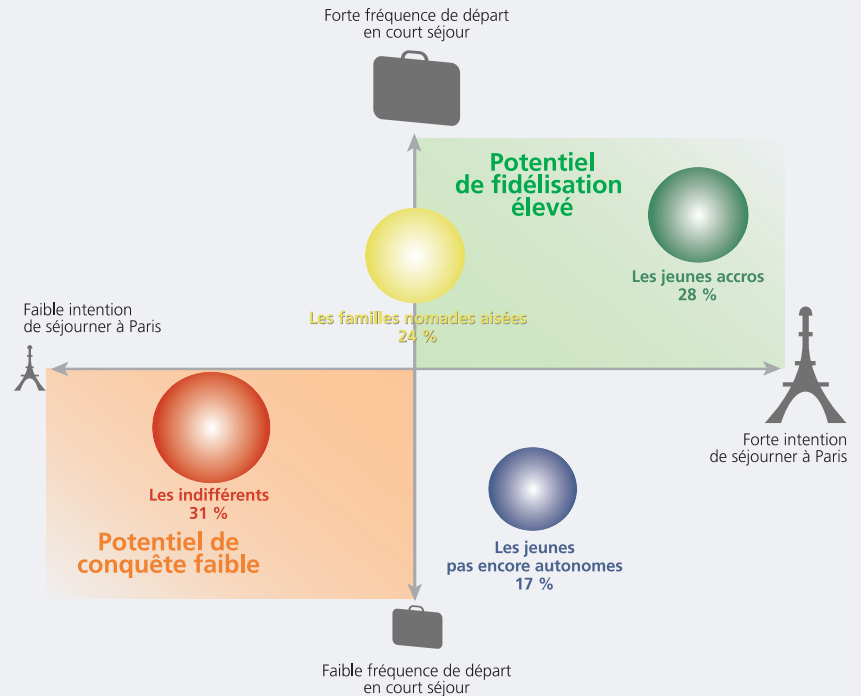 Forte fréquence de départ
en court séjour
Potentiel
de fidélisation
élevé
Les jeunes accros
28 %
Les familles nomades aisées
24 %
Faible intention
de séjourner à Paris
Forte intention
de séjourner à Paris
Les indifférents
31 %
Potentiel de
conquête faible
Les jeunes
pas encore autonomes
17 %
Faible fréquence de départ
en court séjour